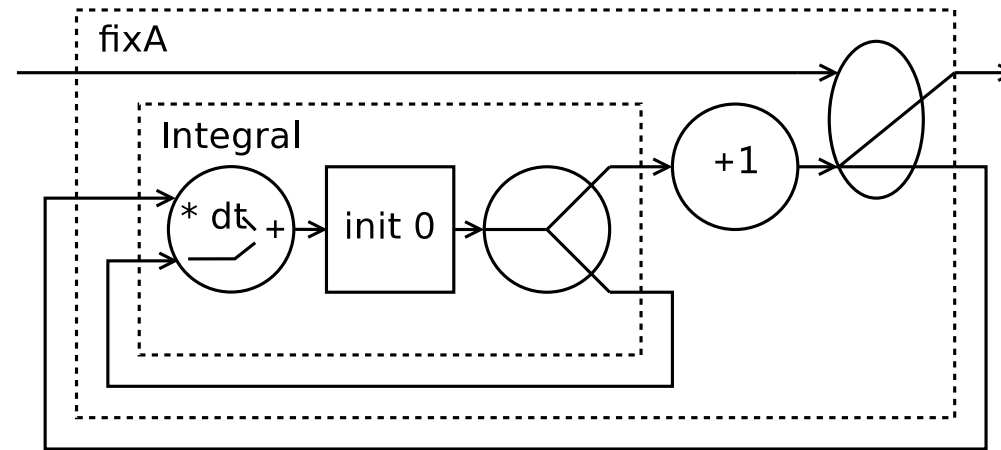 fixA
Integral
+1
* dt
+
init 0